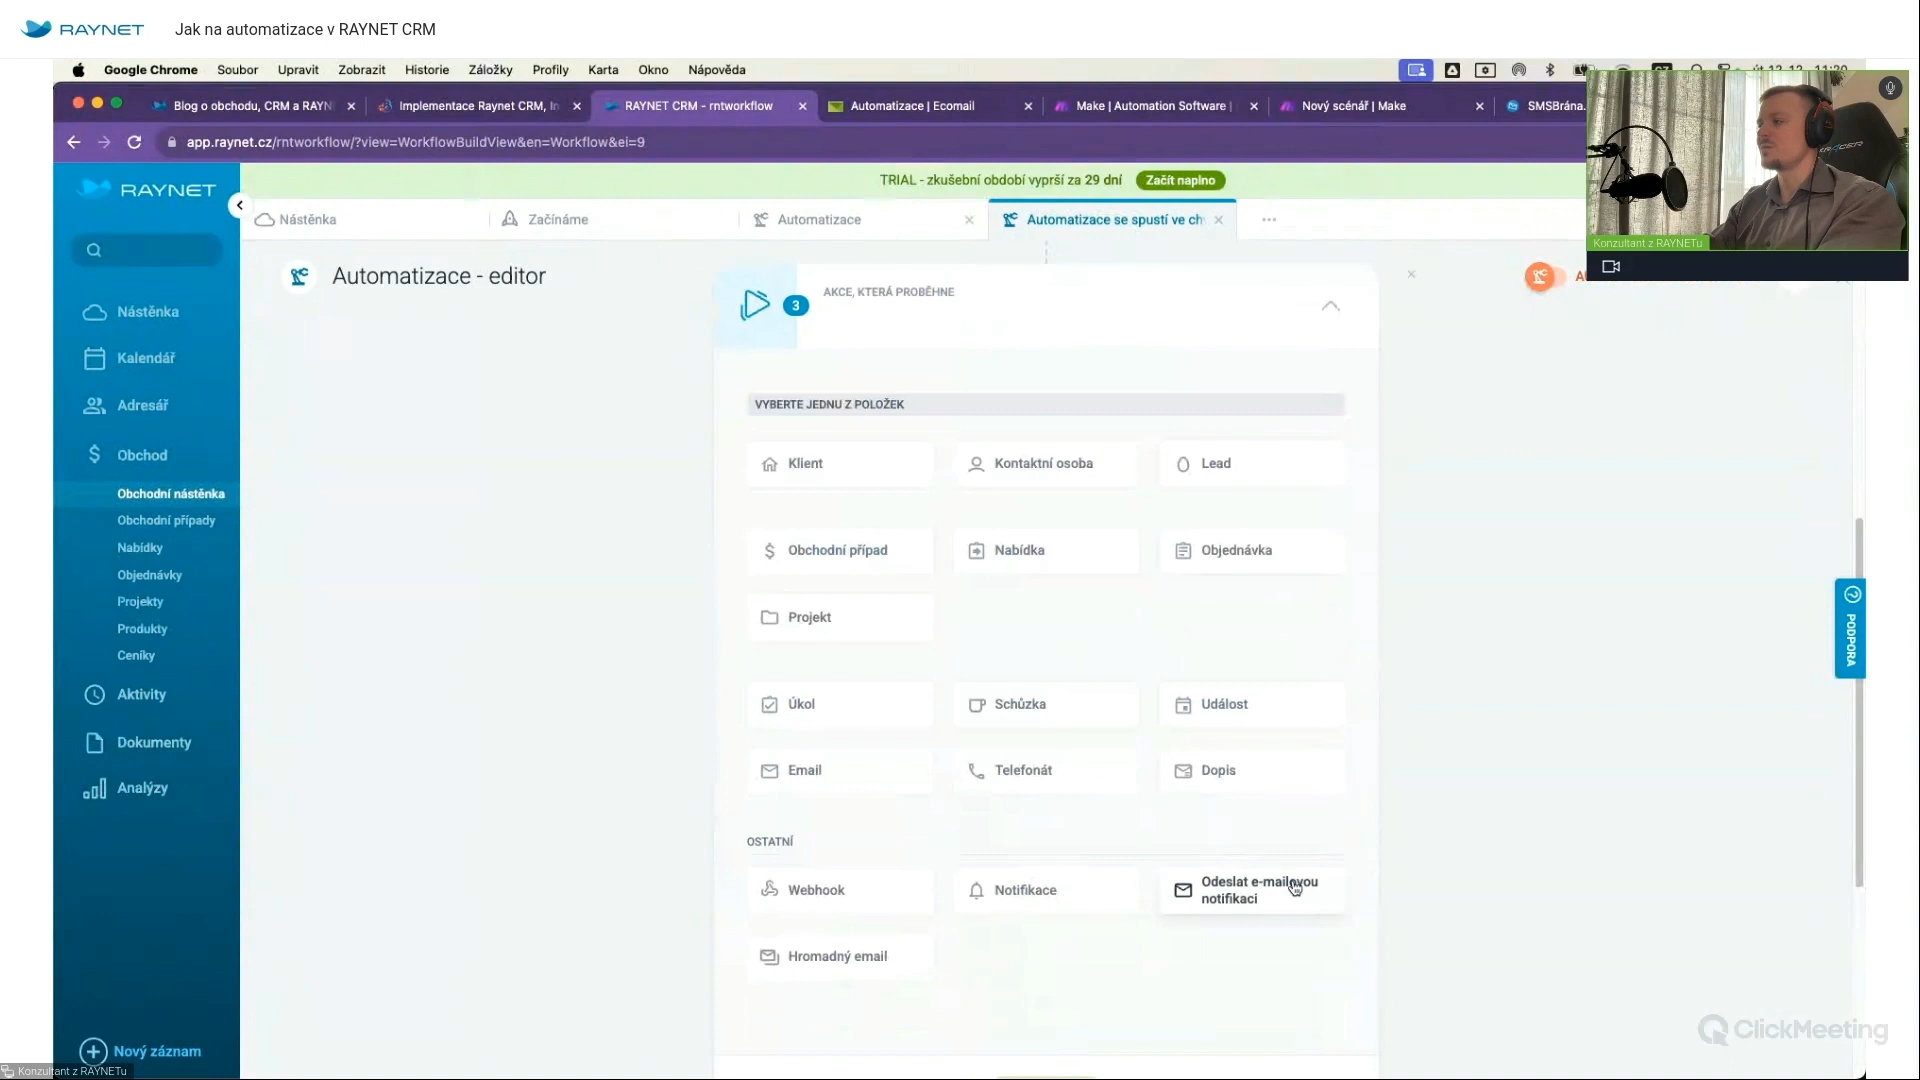 RAYNET
Jak na automatizace v RAYNET CRM
Google Chrome Soubor Upravit Zobrazit Historie Záložky Profily Karta Okno Nápověda
Blog o obchodu, CRM a RAYN
Implementace Raynet CRM, In
RAYNET CRM - rntworkflow
Automatizace | Ecomail
Make | Automation Software |
Nový scénář | Make
SMSBrána.
app.raynet.cz/rntworkflow/?view=WorkflowBuildView&en=Workflow&ei=9
RAYNET
TRIAL - zkušební období vyprší za 29 dní
Začít naplno
Nástěnka
Začínáme
Automatizace
Automatizace se spustí ve ch
Konzultant z RAYNETu
Automatizace - editor
3
AKCE, KTERÁ PROBĚHNE
Nástěnka
Kalendář
Adresář
Obchod
Obchodní nástěnka
Obchodní případy
Nabídky
Objednávky
Projekty
Produkty
Ceníky
Aktivity
Dokumenty
Analýzy
Nový záznam
VYBERTE JEDNU Z POLOŽEK
Klient
Kontaktní osoba
Lead
Obchodní případ
Nabídka
Objednávka
Projekt
Úkol
Schůzka
Událost
Email
Telefonát
Dopis
OSTATNÍ
Webhook
Notifikace
Odeslat e-mailovou
notifikaci
Hromadný email
PODPORA
ClickMeeting
Konzultant z RAYNETu